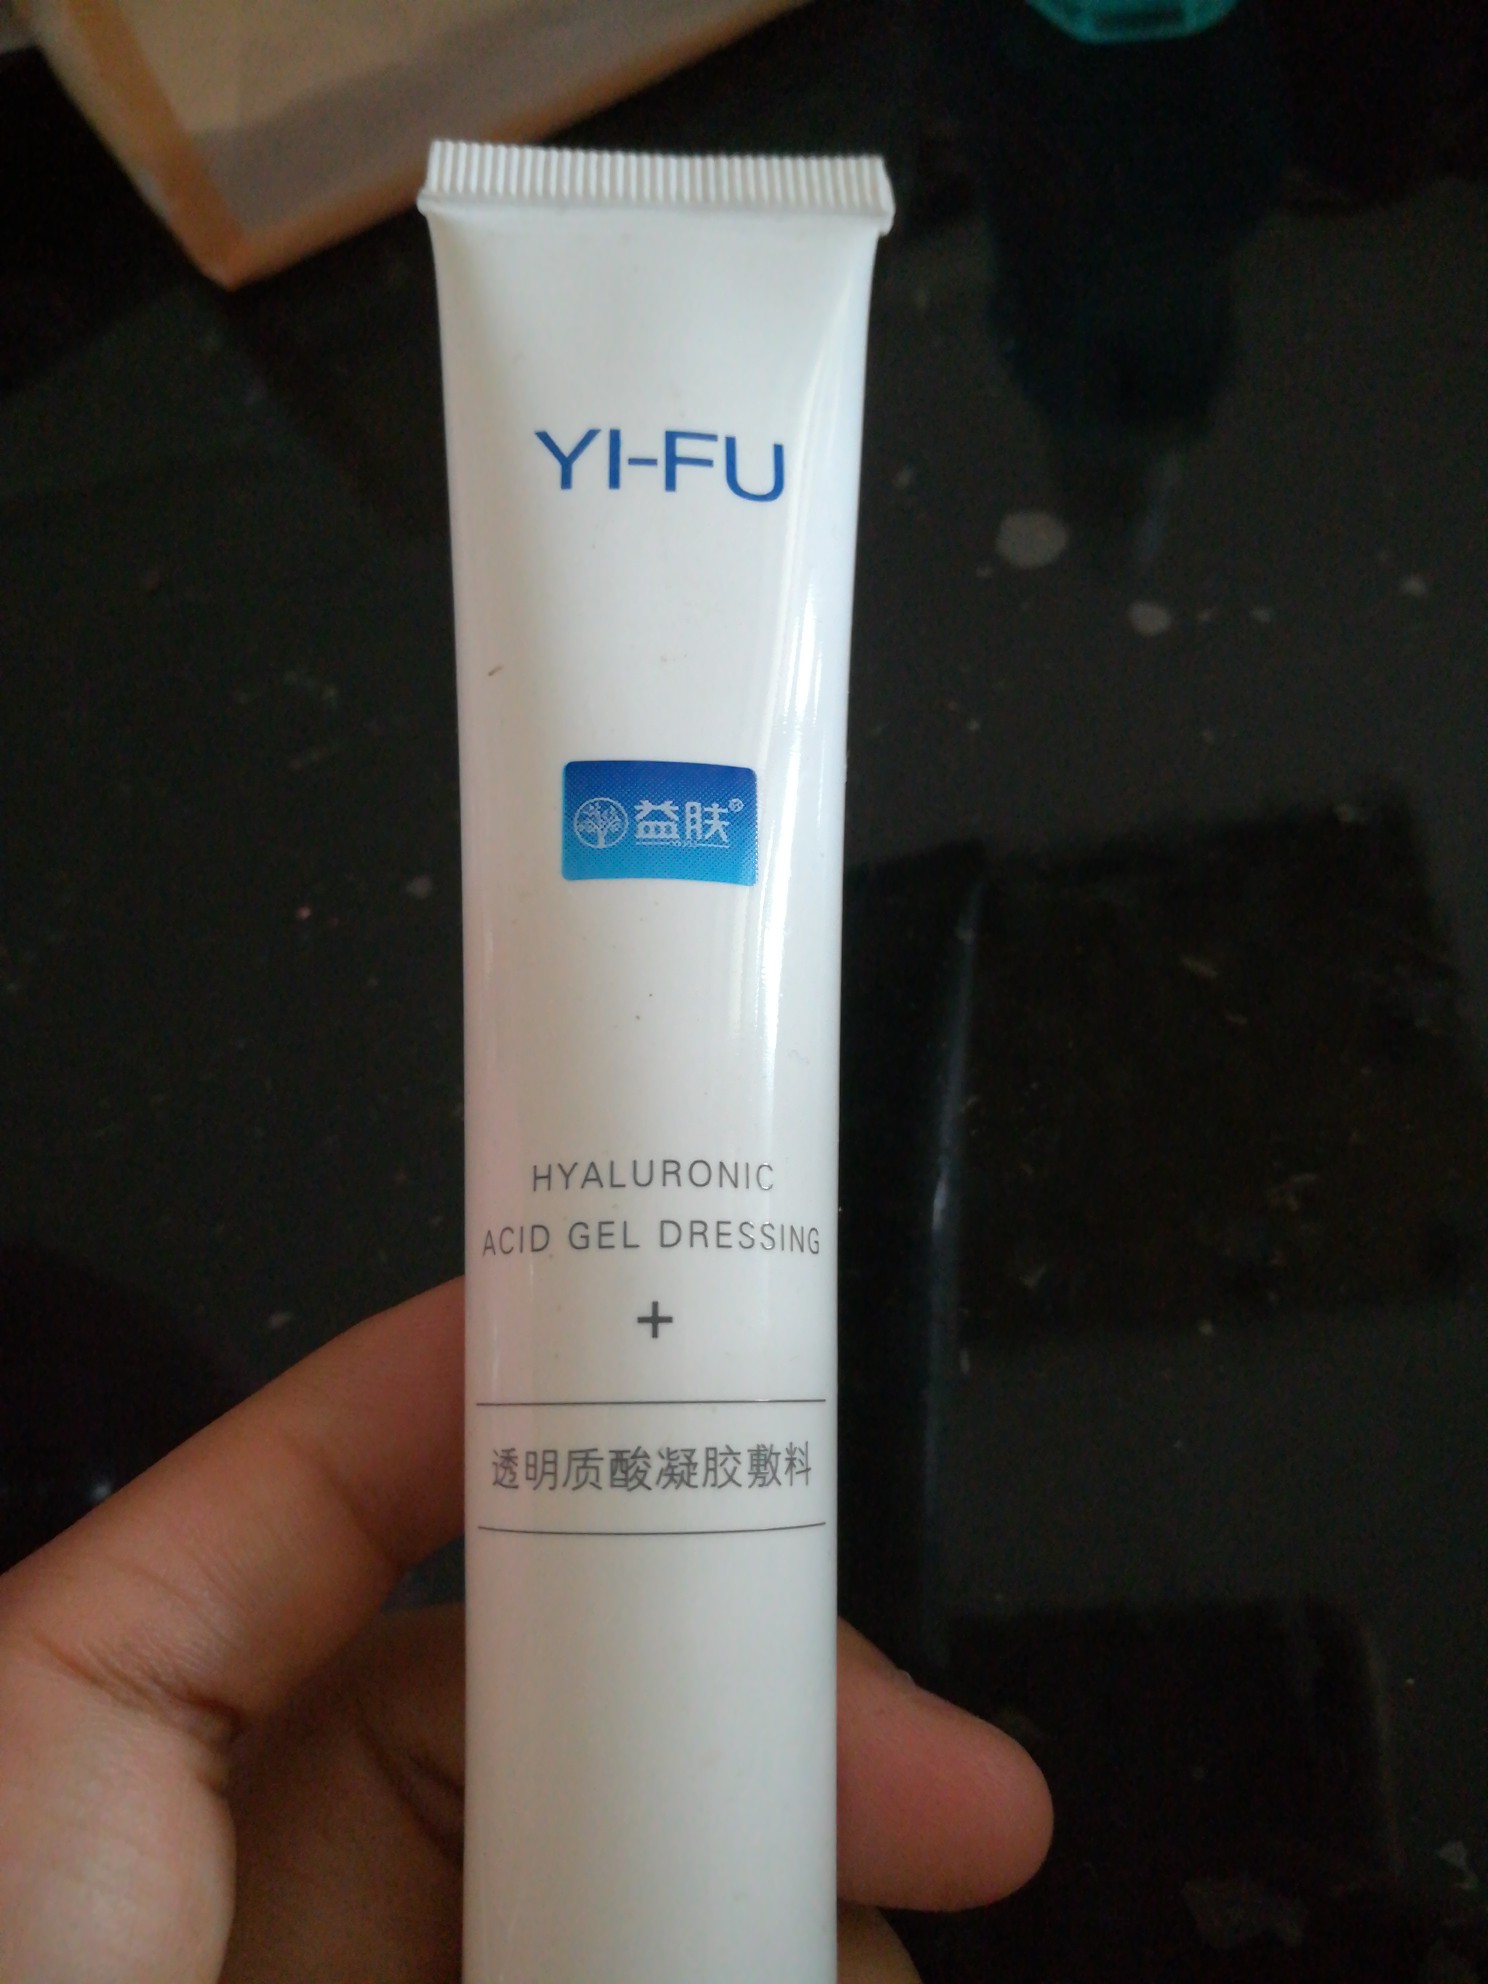 YI-FU
益肤®
HYALURONIC
ACID GEL DRESSING
+
透明质酸凝胶敷料